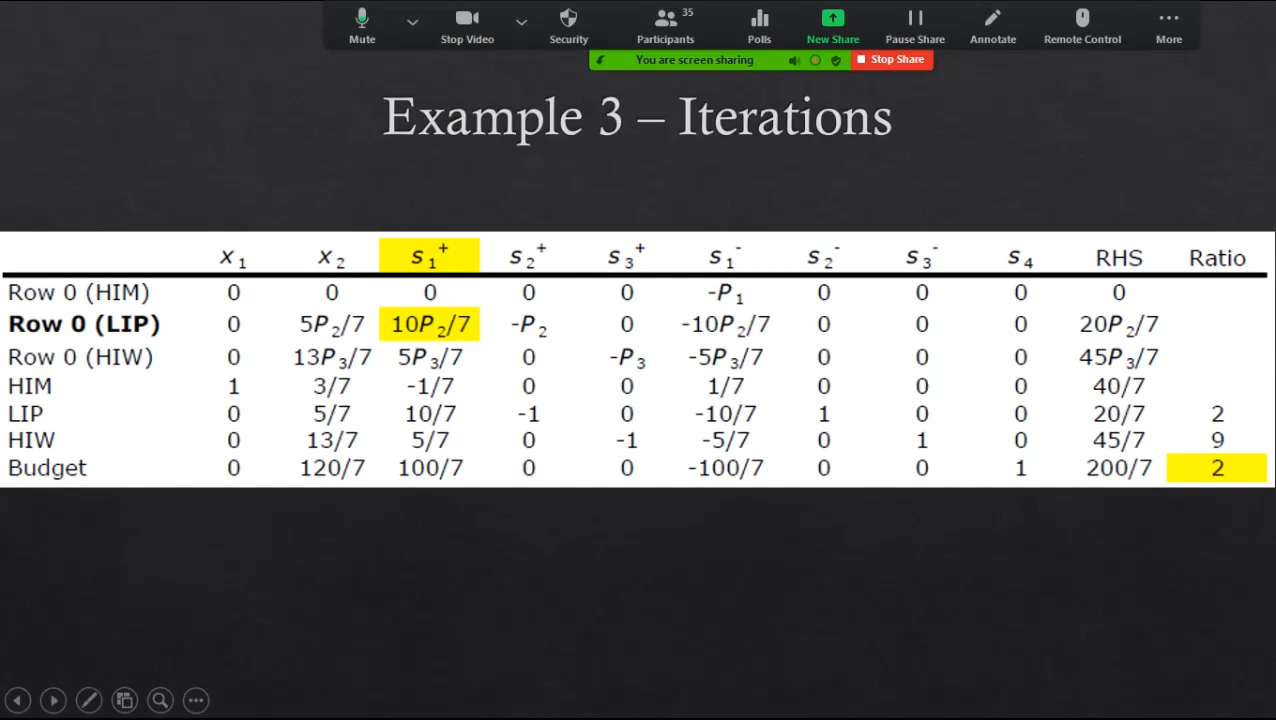 35
Mute Stop Video Security Participants Polls New Share Pause Share Annotate Remote Control More
You are screen sharing Stop Share
Example 3 – Iterations
x1 x2 s1+ s2+ s3+ s1- s2- s3- s4 RHS Ratio
Row 0 (HIM) 0 0 0 0 0 -P1 0 0 0 0
Row 0 (LIP) 0 5P2/7 10P2/7 -P2 0 -10P2/7 0 0 0 20P2/7
Row 0 (HIW) 0 13P3/7 5P3/7 0 -P3 -5P3/7 0 0 0 45P3/7
HIM 1 3/7 -1/7 0 0 1/7 0 0 0 40/7
LIP 0 5/7 10/7 -1 0 -10/7 1 0 0 20/7 2
HIW 0 13/7 5/7 0 -1 -5/7 0 1 0 45/7 9
Budget 0 120/7 100/7 0 0 -100/7 0 0 1 200/7 2